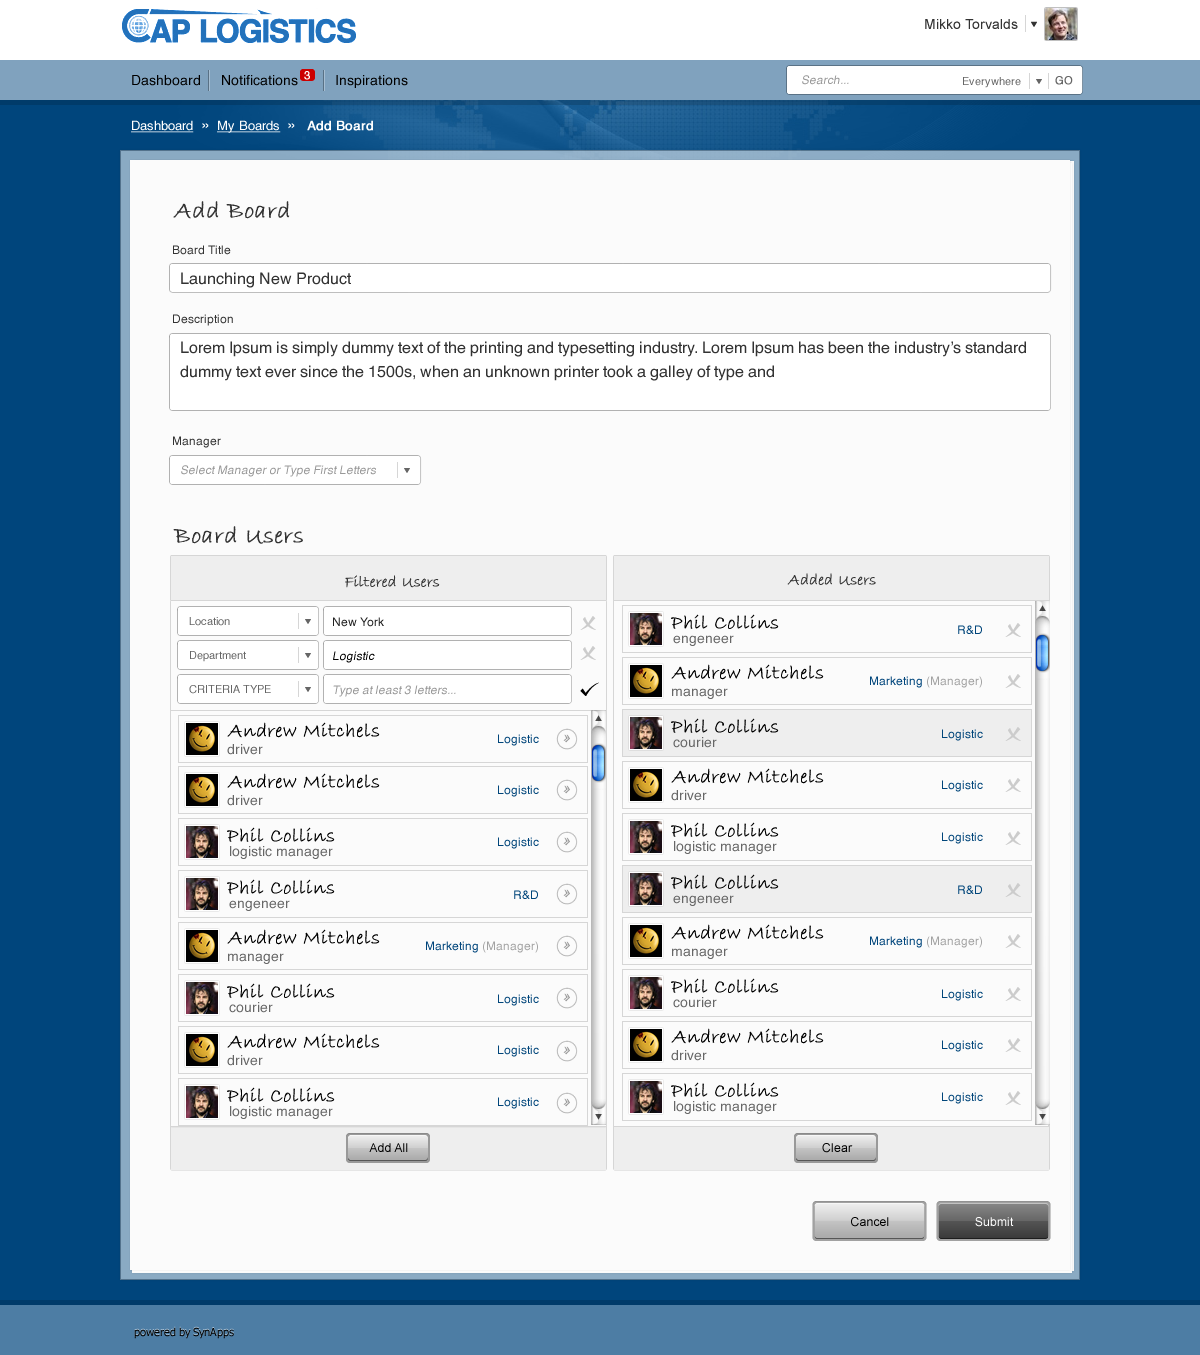 CAP LOGISTICS
Mikko Torvalds
Dashboard Notifications 3 Inspirations
Search... Everywhere GO
Dashboard » My Boards » Add Board
Add Board
Board Title
Launching New Product
Description
Lorem Ipsum is simply dummy text of the printing and typesetting industry. Lorem Ipsum has been the industry's standard
dummy text ever since the 1500s, when an unknown printer took a galley of type and
Manager
Select Manager or Type First Letters
Board Users
Filtered Users
Location New York
Department Logistic
CRITERIA TYPE Type at least 3 letters...
Andrew Mitchels
driver
Logistic
Andrew Mitchels
driver
Logistic
Phil Collins
logistic manager
Logistic
Phil Collins
engeneer
R&D
Andrew Mitchels
manager
Marketing (Manager)
Phil Collins
courier
Logistic
Andrew Mitchels
driver
Logistic
Phil Collins
logistic manager
Logistic
Add All
Added Users
Phil Collins
engeneer
R&D
Andrew Mitchels
manager
Marketing (Manager)
Phil Collins
courier
Logistic
Andrew Mitchels
driver
Logistic
Phil Collins
logistic manager
Logistic
Phil Collins
engeneer
R&D
Andrew Mitchels
manager
Marketing (Manager)
Phil Collins
courier
Logistic
Andrew Mitchels
driver
Logistic
Phil Collins
logistic manager
Logistic
Clear
Cancel Submit
powered by SynApps